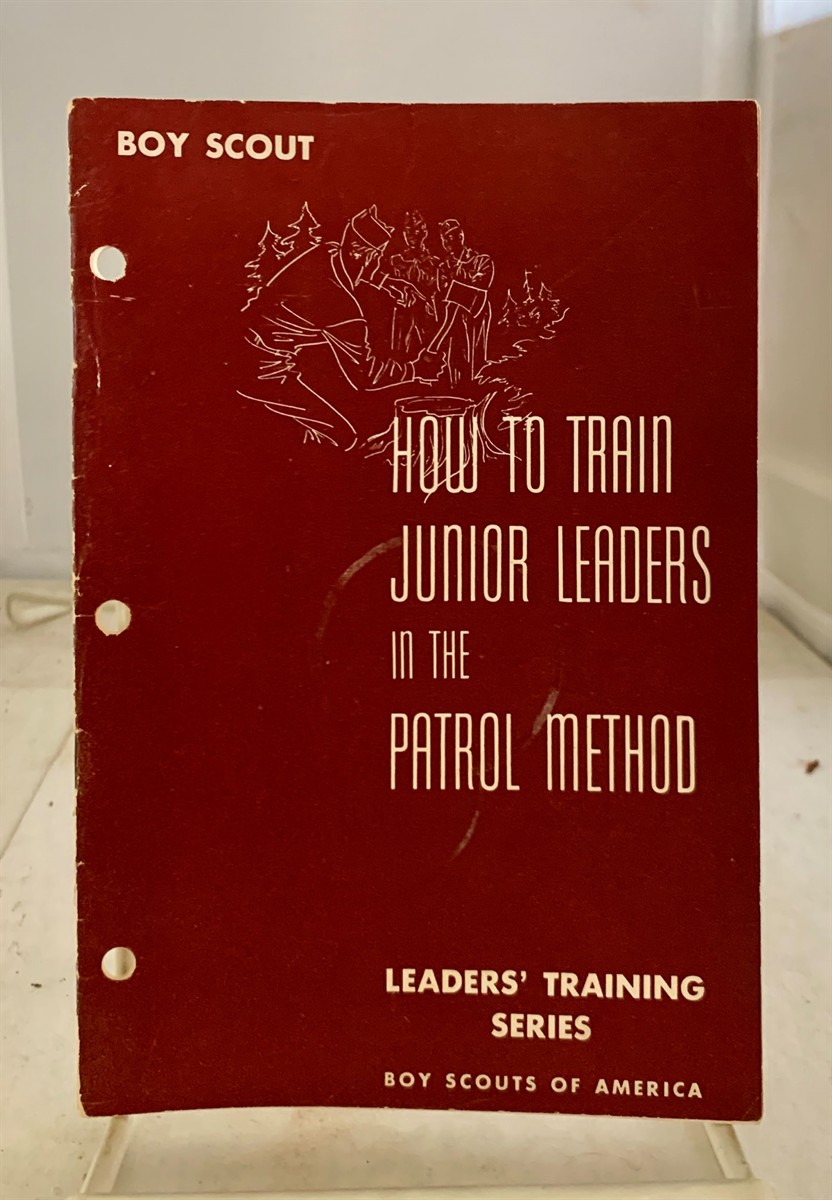 BOY SCOUT
HOW TO TRAIN
JUNIOR LEADERS
IN THE
PATROL METHOD
LEADERS' TRAINING
SERIES
BOY SCOUTS OF AMERICA